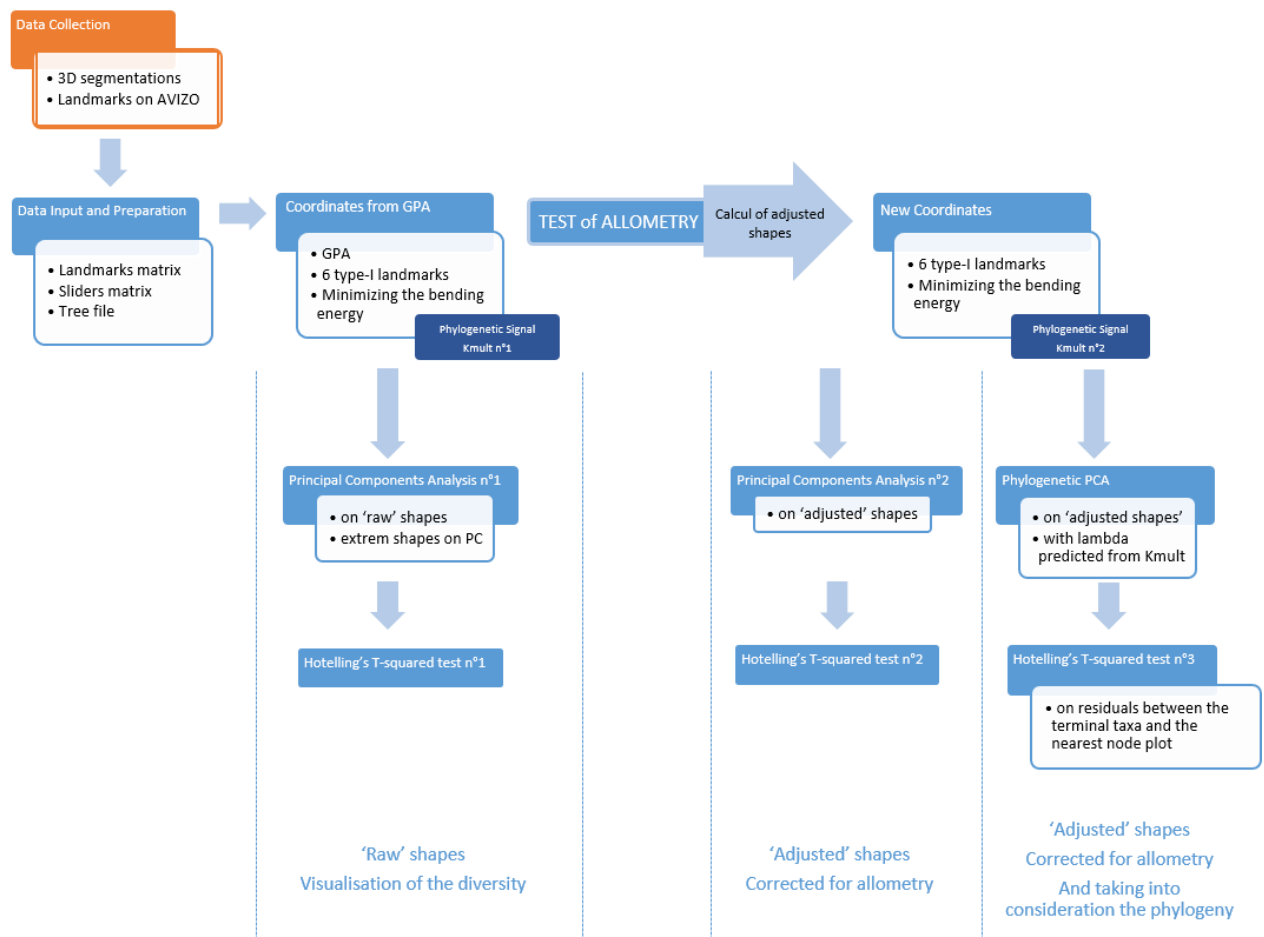 Data Collection
• 3D segmentations
• Landmarks on AVIZO
Data Input and Preparation
• Landmarks matrix
• Sliders matrix
• Tree file
Coordinates from GPA
• GPA
• 6 type-I landmarks
• Minimizing the bending
energy
Phylogenetic Signal
Kmult n°1
TEST of ALLOMETRY
Calcul of adjusted
shapes
New Coordinates
• 6 type-I landmarks
• Minimizing the bending
energy
Phylogenetic Signal
Kmult n°2
Principal Components Analysis n°1
• on ‘raw’ shapes
• extrem shapes on PC
Hotelling’s T-squared test n°1
Principal Components Analysis n°2
• on ‘adjusted’ shapes
Hotelling’s T-squared test n°2
Phylogenetic PCA
• on ‘adjusted shapes’
• with lambda
predicted from Kmult
Hotelling’s T-squared test n°3
• on residuals between the
terminal taxa and the
nearest node plot
‘Raw’ shapes
Visualisation of the diversity
‘Adjusted’ shapes
Corrected for allometry
‘Adjusted’ shapes
Corrected for allometry
And taking into
consideration the phylogeny